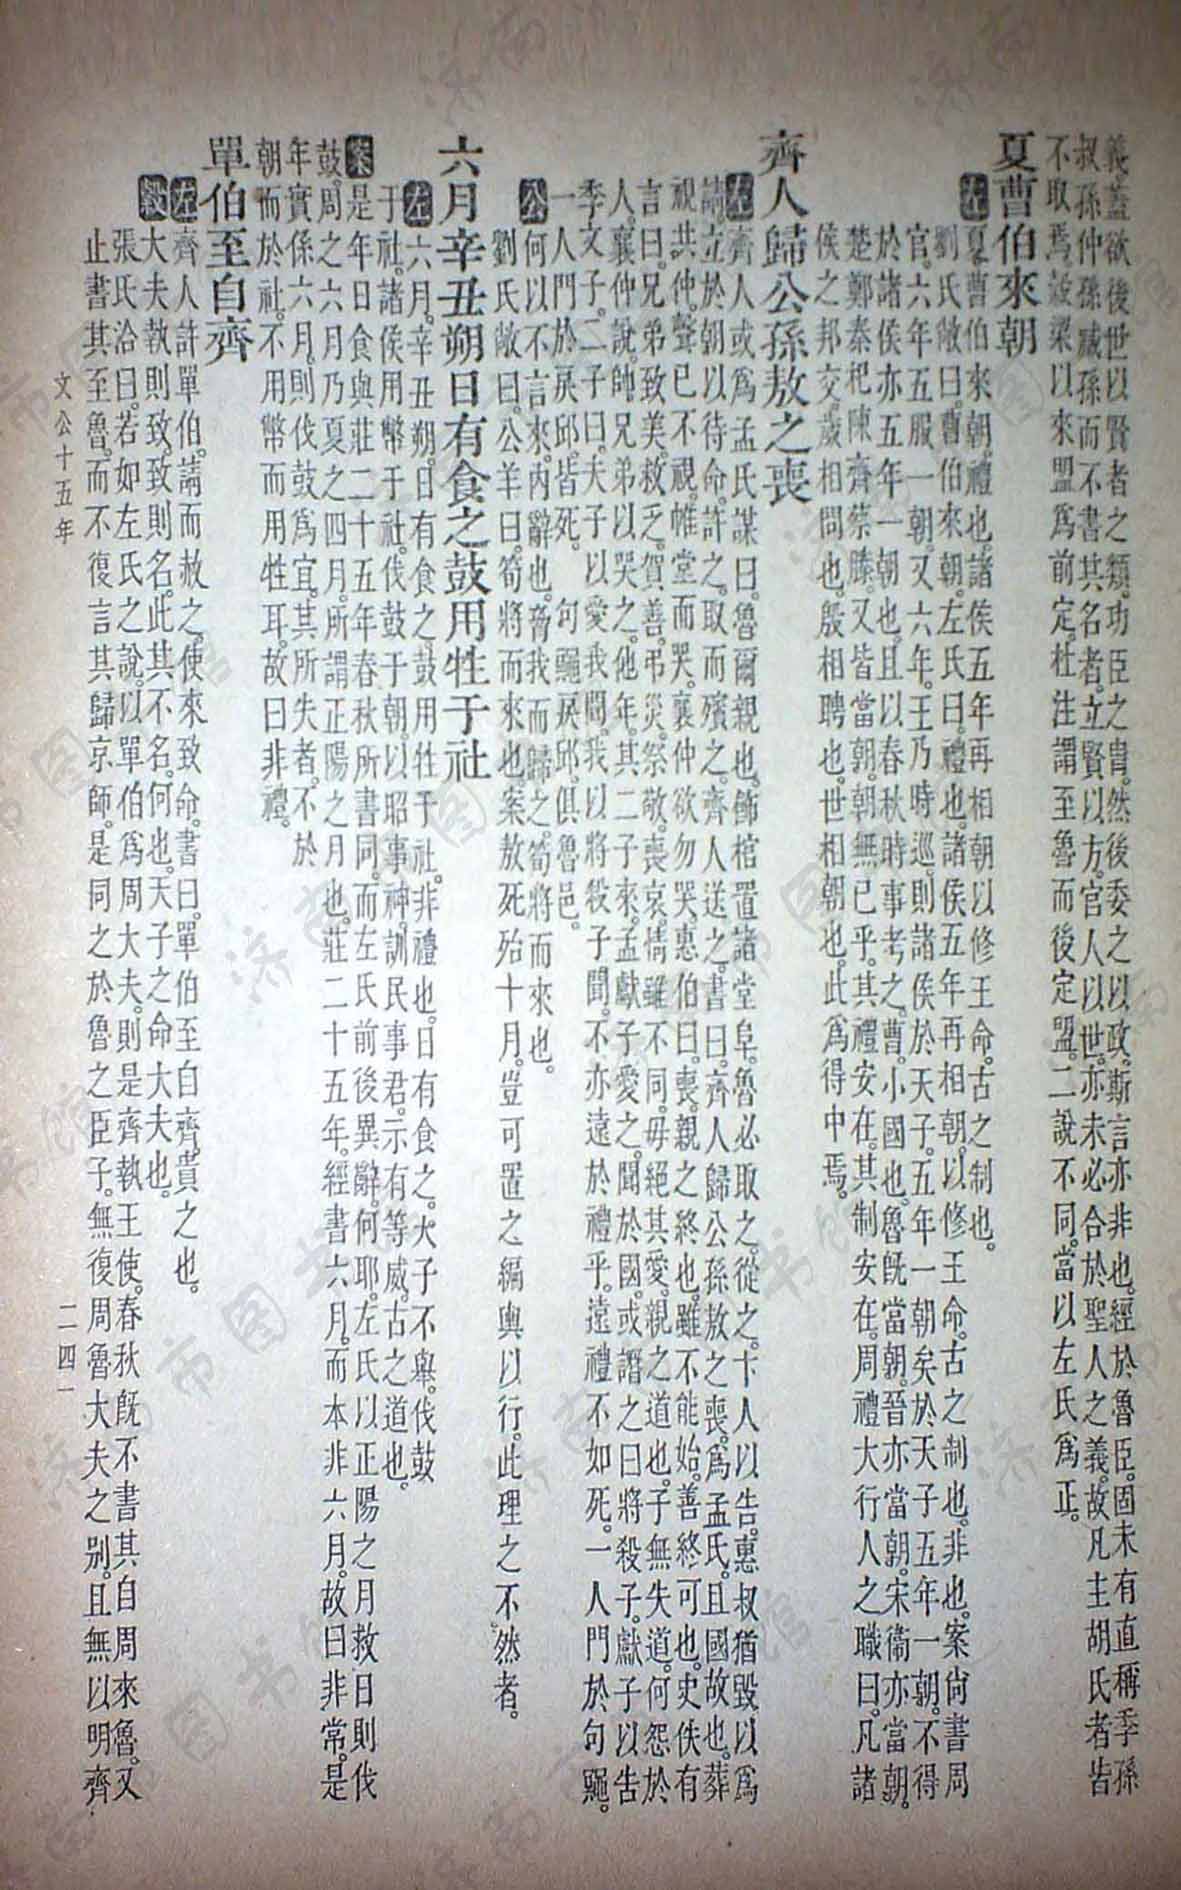 義蓋欲後世以賢者之類功臣之冑然後委之以政斯言亦非也經於魯臣固未有直稱季孫
叔孫仲孫臧孫而不書其名者立賢以方官人以世亦未必合於聖人之義故凡主胡氏者皆
不取焉穀梁以來盟爲前定杜注謂至魯而後定盟二說不同當以左氏爲正
夏曹伯來朝
左夏曹伯來朝禮也諸侯五年再相朝以修王命古之制也
劉氏敞曰曹伯來朝左氏曰禮也諸侯五年再相朝以修王命古之制也非也案尙書周
官六年五服一朝又六年王乃時巡則諸侯於天子五年一朝矣於天子五年一朝不得
於諸侯亦五年一朝也且以春秋時事考之曹小國也魯旣當朝晉亦當朝宋衞亦當朝
楚鄭秦杞陳齊蔡滕又皆當朝朝無已乎其禮安在其制安在周禮大行人之職曰凡諸
侯之邦交歲相問也殷相聘也世相朝也此爲得中焉
齊人歸公孫敖之喪
左齊人或爲孟氏謀曰魯爾親也飾棺置諸堂阜魯必取之從之卞人以告惠叔猶毀以爲
請立於朝以待命許之取而殯之齊人送之書曰齊人歸公孫敖之喪爲孟氏且國故也葬
視共仲聲已不視帷堂而哭襄仲欲勿哭惠伯曰喪親之終也雖不能始善終可也史佚有
言曰兄弟致美救乏賀善弔災祭敬喪哀情雖不同毋絕其愛親之道也子無失道何怨於
人襄仲說帥兄弟以哭之他年其二子來孟獻子愛之聞於國或譖之曰將殺子獻子以告
季文子二子曰夫子以愛我聞我以將殺子聞不亦遠於禮乎遠禮不如死一人門於句鼆
一人門於戾邱皆死 句鼆戾邱俱魯邑
公何以不言來內辭也脅我而歸之筍將而來也
劉氏敞曰公羊曰筍將而來也案敖死殆十月豈可置之編輿以行此理之不然者
六月辛丑朔日有食之鼓用牲于社
左六月辛丑朔日有食之鼓用牲于社非禮也日有食之天子不舉伐鼓
于社諸侯用幣于社伐鼓于朝以昭事神訓民事君示有等威古之道也
案是年日食與莊二十五年春秋所書同而左氏前後異辭何耶左氏以正陽之月救日則伐
鼓周之六月乃夏之四月所謂正陽之月也莊二十五年經書六月而本非六月故曰非常是
年實係六月則伐鼓爲宜其所失者不於
朝而於社不用幣而用牲耳故曰非禮
單伯至自齊
左齊人許單伯請而赦之使來致命書曰單伯至自齊貴之也
穀大夫執則致致則名此其不名何也天子之命大夫也
張氏洽曰若如左氏之說以單伯爲周大夫則是齊執王使春秋旣不書其自周來魯又
止書其至魯而不復言其歸京師是同之於魯之臣子無復周魯大夫之別且無以明齊
文公十五年
二四一
济南市图书馆